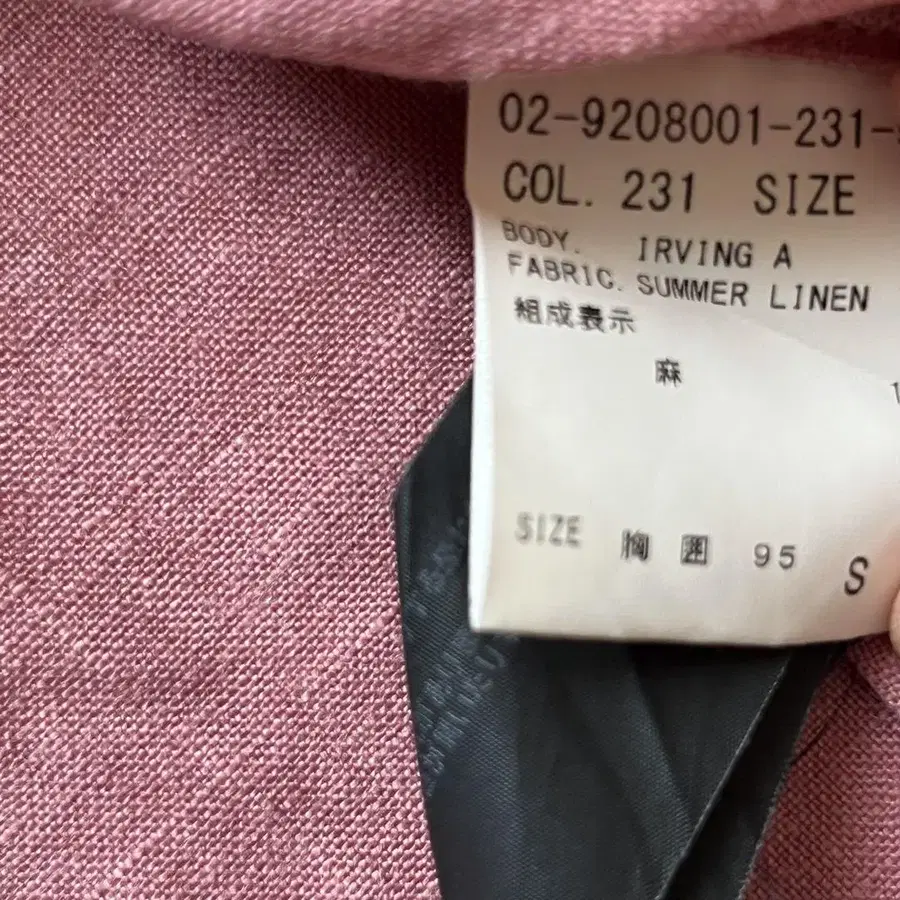 02-9208001-231-
COL. 231 SIZE
BODY. IRVING A
FABRIC. SUMMER LINEN
組成表示
麻
SIZE 胸囲 95 S